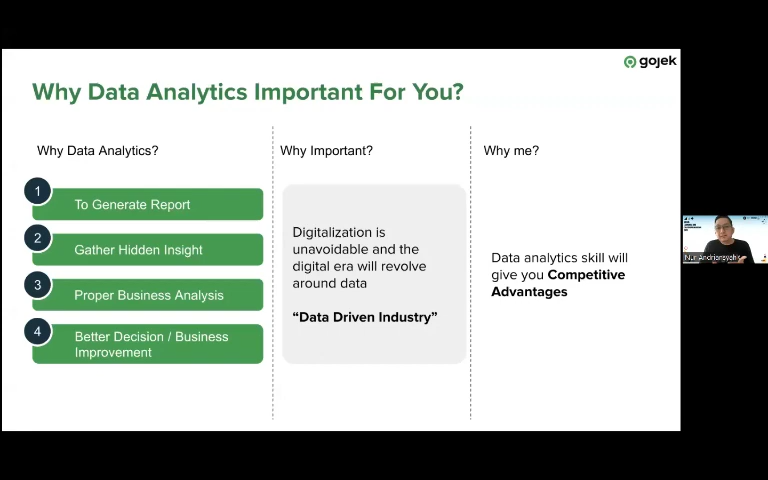 gojek
Why Data Analytics Important For You?
Why Data Analytics?
1
To Generate Report
2
Gather Hidden Insight
3
Proper Business Analysis
4
Better Decision / Business
Improvement
Why Important?
Digitalization is
unavoidable and the
digital era will revolve
around data
“Data Driven Industry”
Why me?
Data analytics skill will
give you Competitive
Advantages
Nur Andriansyah